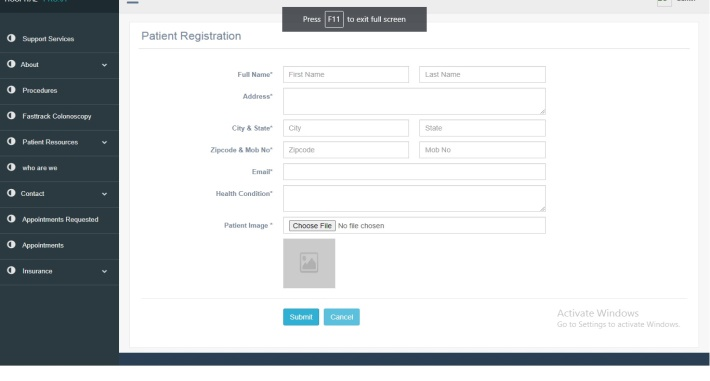 Press F11 to exit full screen
Support Services
About
Procedures
Fasttrack Colonoscopy
Patient Resources
who are we
Contact
Appointments Requested
Appointments
Insurance
Patient Registration
Full Name* First Name Last Name
Address*
City & State* City State
Zipcode & Mob No* Zipcode Mob No
Email*
Health Condition*
Patient Image * Choose File No file chosen
Submit Cancel
Activate Windows
Go to Settings to activate Windows.